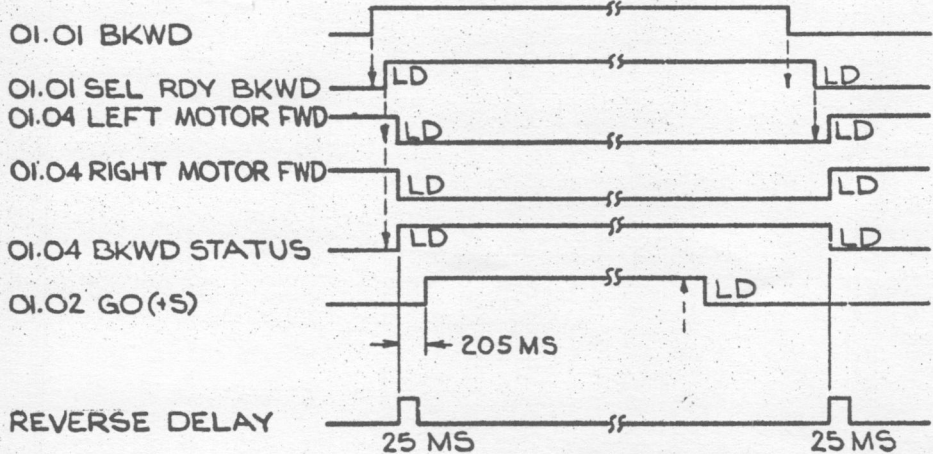 01.01 BKWD
01.01 SEL RDY BKWD LD LD
01.04 LEFT MOTOR FWD LD LD
01.04 RIGHT MOTOR FWD LD LD
01.04 BKWD STATUS LD LD
01.02 GO (+S) LD
205 MS
REVERSE DELAY
25 MS 25 MS